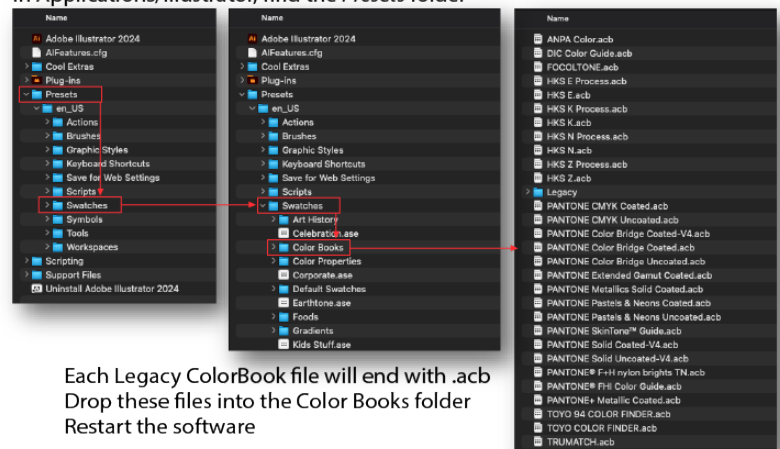 In Applications/Illustrator, find the Presets folder
Name
Adobe Illustrator 2024
AIFeatures.cfg
Cool Extras
Plug-ins
Presets
en_US
Actions
Brushes
Graphic Styles
Keyboard Shortcuts
Save for Web Settings
Scripts
Swatches
Symbols
Tools
Workspaces
Scripting
Support Files
Uninstall Adobe Illustrator 2024
Name
Adobe Illustrator 2024
AIFeatures.cfg
Cool Extras
Plug-ins
Presets
en_US
Actions
Brushes
Graphic Styles
Keyboard Shortcuts
Save for Web Settings
Scripts
Swatches
Art History
Celebration.ase
Color Books
Color Properties
Corporate.ase
Default Swatches
Earthtone.ase
Foods
Gradients
Kids Stuff.ase
Name
ANPA Color.acb
DIC Color Guide.acb
FOCOLTONE.acb
HKS E Process.acb
HKS E.acb
HKS K Process.acb
HKS K.acb
HKS N Process.acb
HKS N.acb
HKS Z Process.acb
HKS Z.acb
Legacy
PANTONE CMYK Coated.acb
PANTONE CMYK Uncoated.acb
PANTONE Color Bridge Coated-V4.acb
PANTONE Color Bridge Coated.acb
PANTONE Color Bridge Uncoated.acb
PANTONE Extended Gamut Coated.acb
PANTONE Metallics Solid Coated.acb
PANTONE Pastels & Neons Coated.acb
PANTONE Pastels & Neons Uncoated.acb
PANTONE SkinTone™ Guide.acb
PANTONE Solid Coated-V4.acb
PANTONE Solid Uncoated-V4.acb
PANTONE® F+H nylon brights TN.acb
PANTONE® FHI Color Guide.acb
PANTONE+ Metallic Coated.acb
TOYO 94 COLOR FINDER.acb
TOYO COLOR FINDER.acb
TRUMATCH.acb
Each Legacy ColorBook file will end with .acb
Drop these files into the Color Books folder
Restart the software